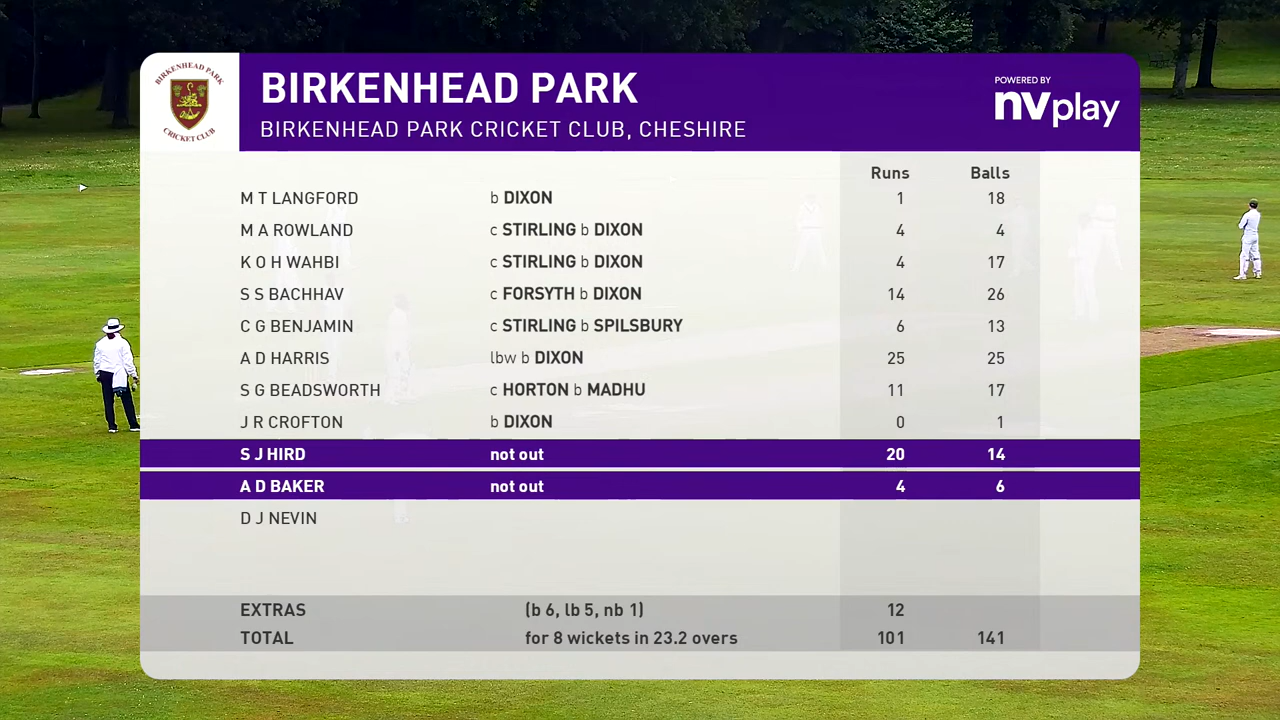 BIRKENHEAD PARK
CRICKET CLUB
BIRKENHEAD PARK
BIRKENHEAD PARK CRICKET CLUB, CHESHIRE
POWERED BY
nvplay
Runs Balls
M T LANGFORD b DIXON 1 18
M A ROWLAND c STIRLING b DIXON 4 4
K O H WAHBI c STIRLING b DIXON 4 17
S S BACHHAV c FORSYTH b DIXON 14 26
C G BENJAMIN c STIRLING b SPILSBURY 6 13
A D HARRIS lbw b DIXON 25 25
S G BEADSWORTH c HORTON b MADHU 11 17
J R CROFTON b DIXON 0 1
S J HIRD not out 20 14
A D BAKER not out 4 6
D J NEVIN
EXTRAS (b 6, lb 5, nb 1) 12
TOTAL for 8 wickets in 23.2 overs 101 141